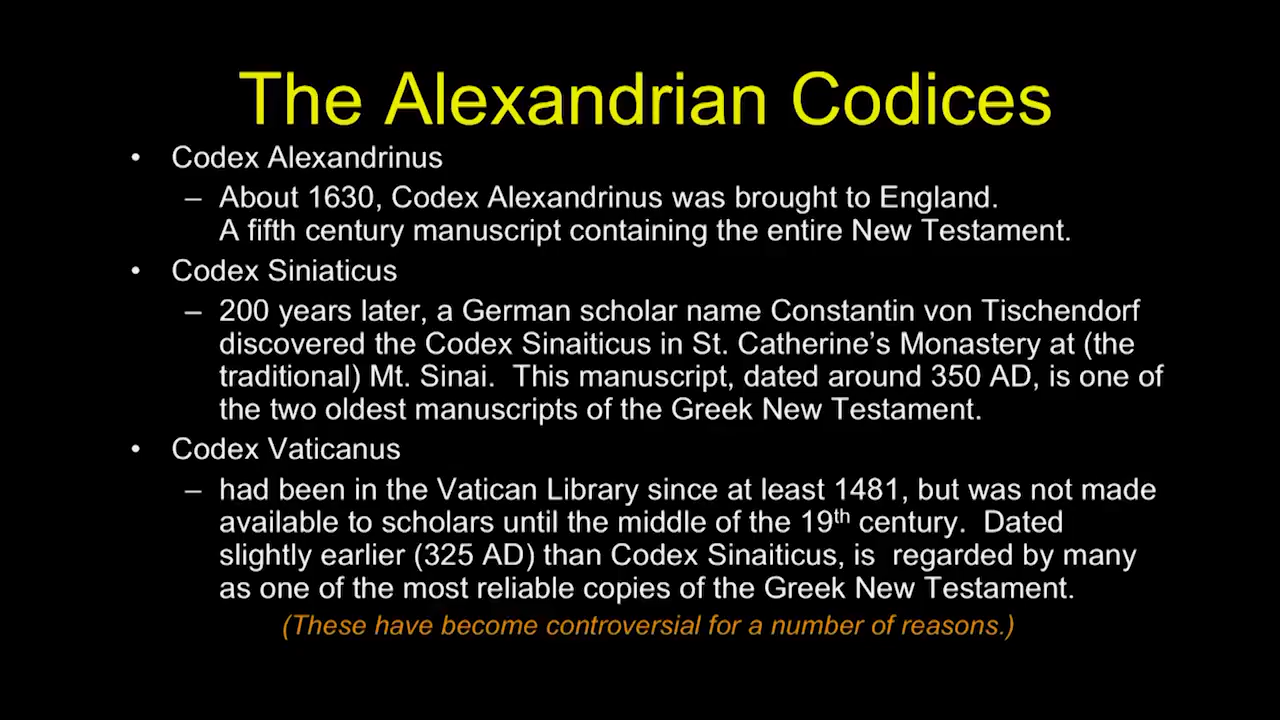 The Alexandrian Codices
• Codex Alexandrinus
– About 1630, Codex Alexandrinus was brought to England.
A fifth century manuscript containing the entire New Testament.
• Codex Siniaticus
– 200 years later, a German scholar name Constantin von Tischendorf
discovered the Codex Sinaiticus in St. Catherine’s Monastery at (the
traditional) Mt. Sinai.  This manuscript, dated around 350 AD, is one of
the two oldest manuscripts of the Greek New Testament.
• Codex Vaticanus
– had been in the Vatican Library since at least 1481, but was not made
available to scholars until the middle of the 19th century.  Dated
slightly earlier (325 AD) than Codex Sinaiticus, is  regarded by many
as one of the most reliable copies of the Greek New Testament.
(These have become controversial for a number of reasons.)